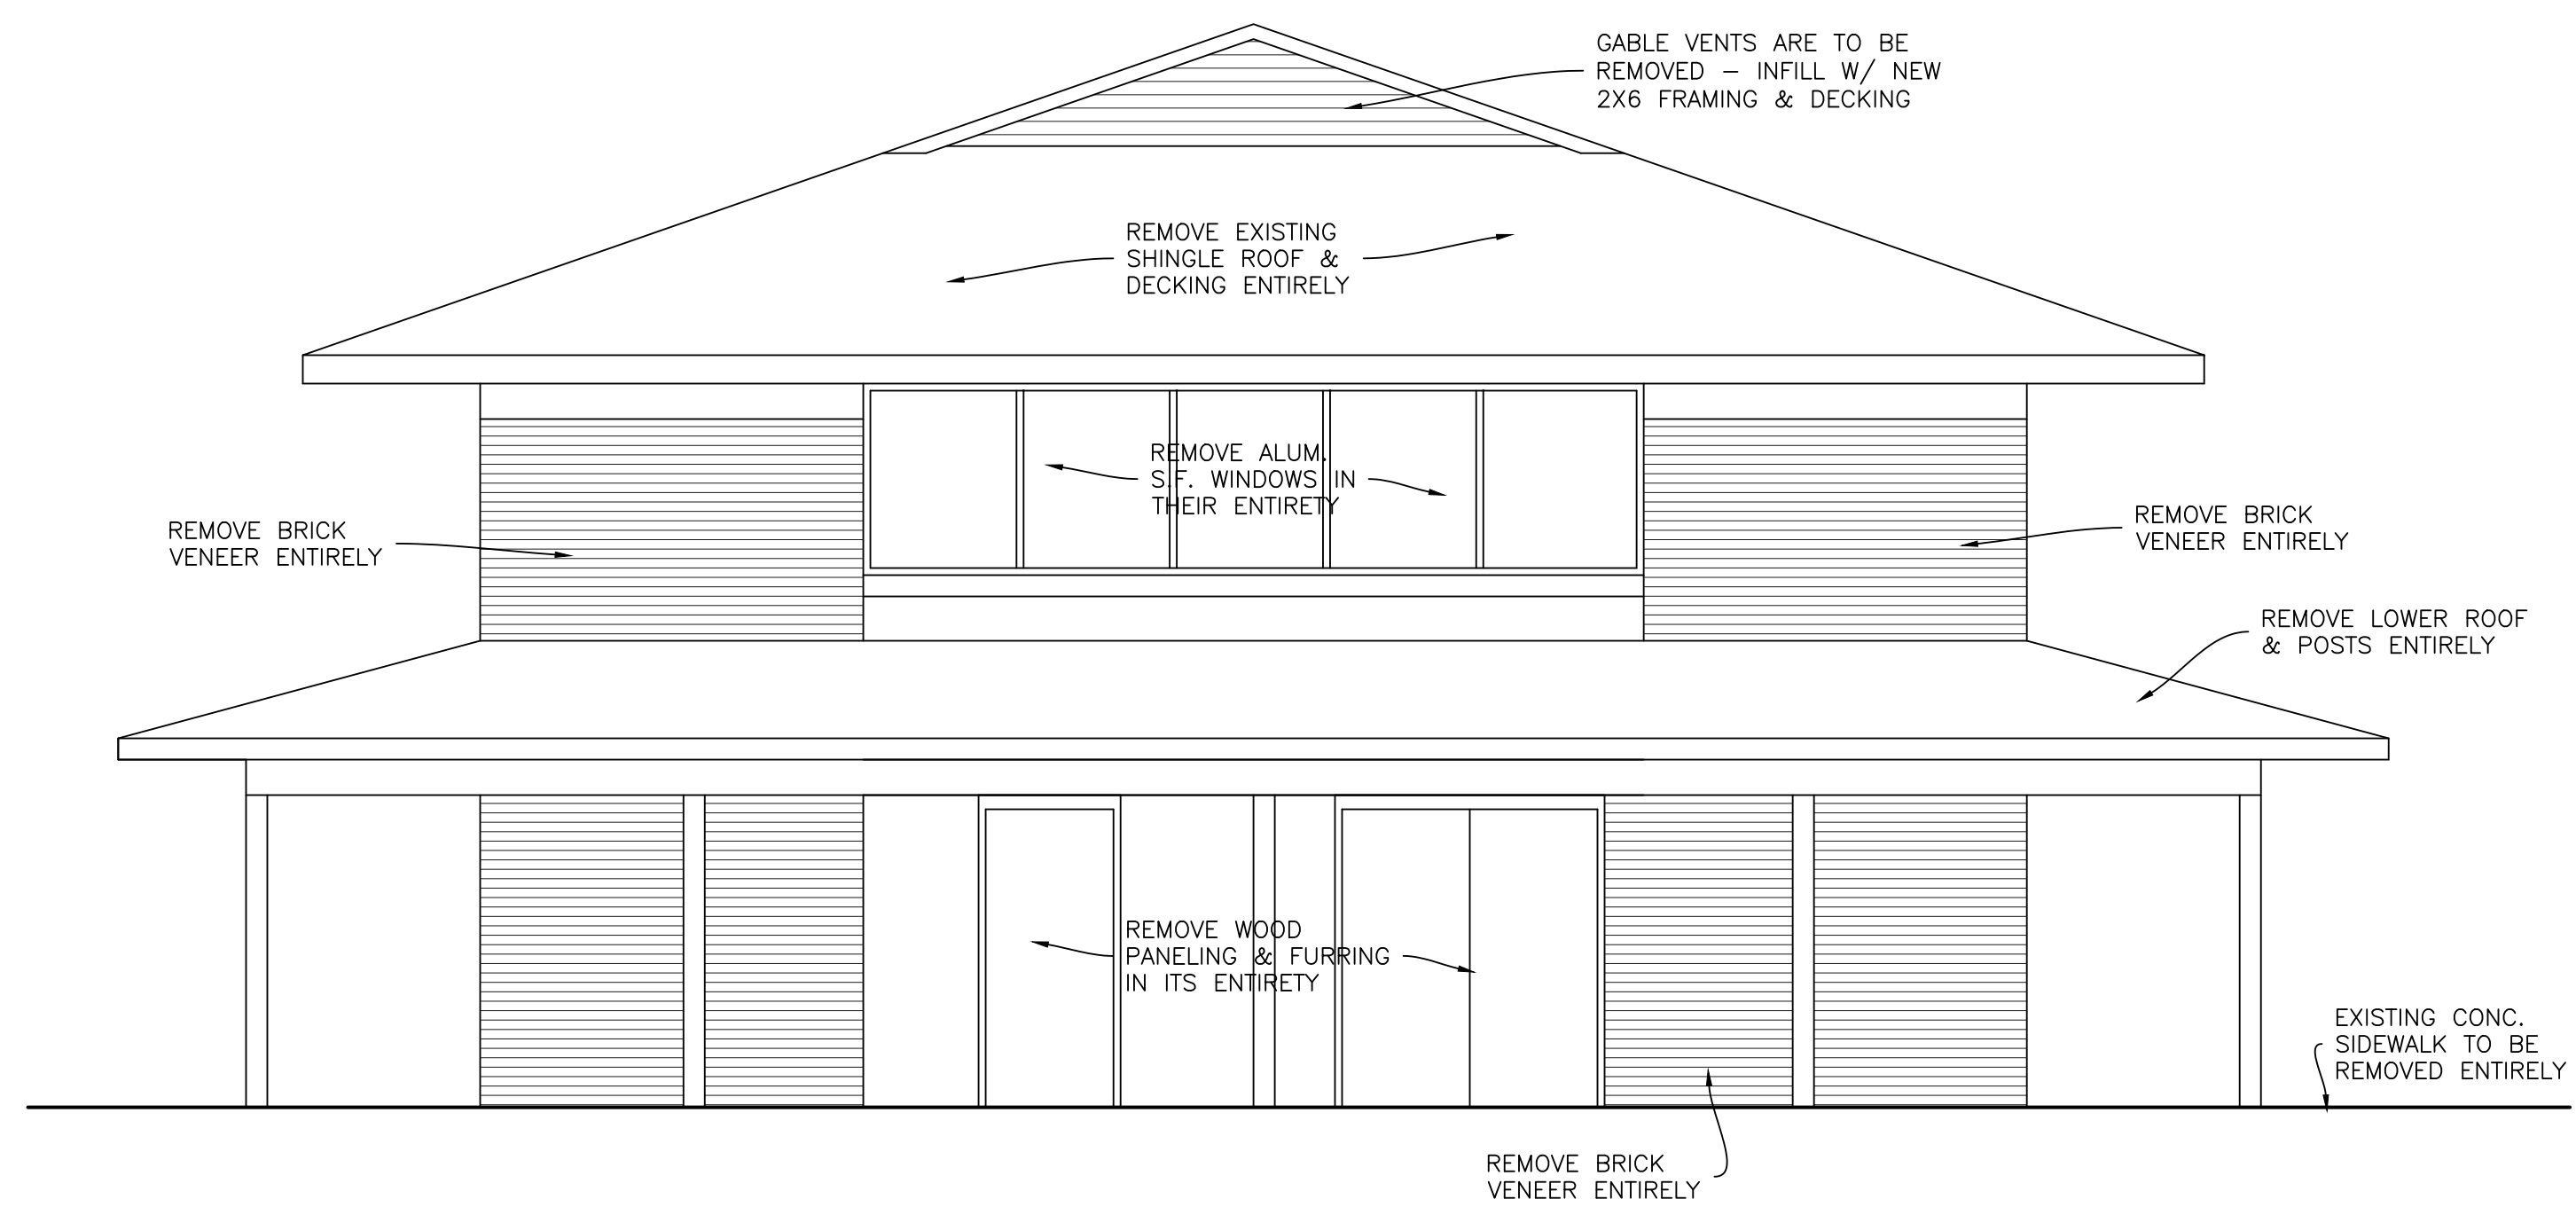 GABLE VENTS ARE TO BE
REMOVED - INFILL W/ NEW
2X6 FRAMING & DECKING
REMOVE EXISTING
SHINGLE ROOF &
DECKING ENTIRELY
REMOVE ALUM.
S.F. WINDOWS IN
THEIR ENTIRETY
REMOVE BRICK
VENEER ENTIRELY
REMOVE BRICK
VENEER ENTIRELY
REMOVE LOWER ROOF
& POSTS ENTIRELY
REMOVE WOOD
PANELING & FURRING
IN ITS ENTIRETY
EXISTING CONC.
SIDEWALK TO BE
REMOVED ENTIRELY
REMOVE BRICK
VENEER ENTIRELY